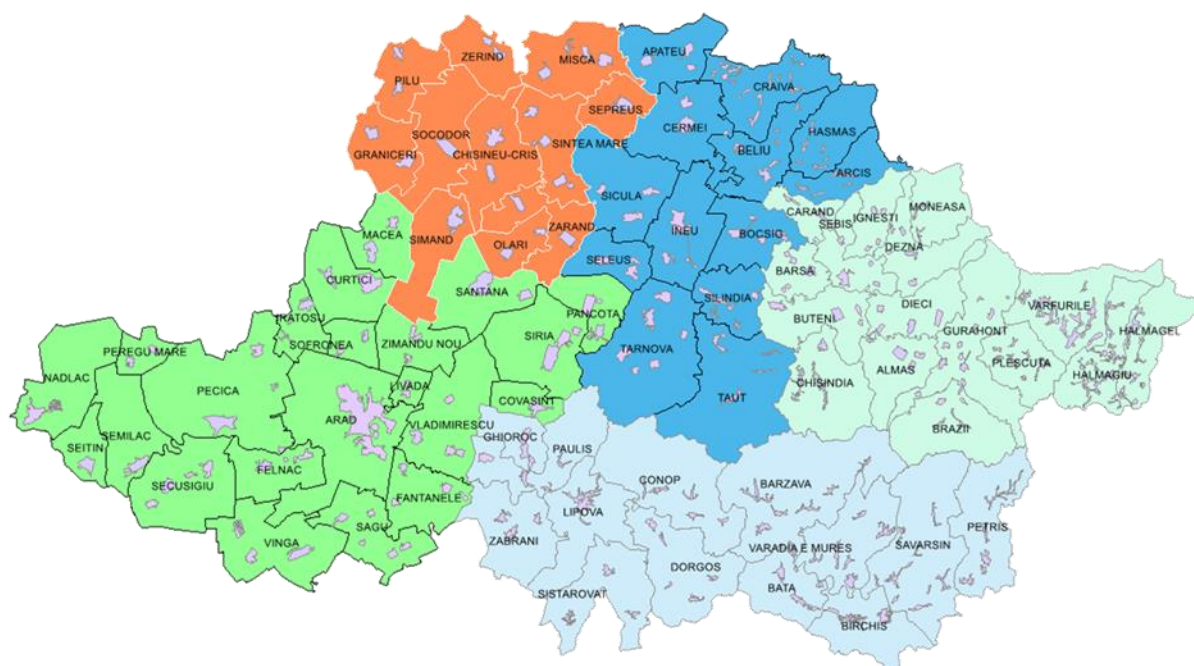 ZERIND
MISCA
APATEU
PILU
CRAIVA
SEPREUS
CERMEI
HASMAS
SOCODOR
GRANICERI
CHISINEU-CRIS
SINTEA MARE
BELIU
ARCIS
SICULA
CARAND
IGNESTI
MONEASA
SEBIS
MACEA
SIMAND
ZARAND
INEU
BOCSIG
DEZNA
OLARI
SELEUS
BARSA
CURTICI
SANTANA
SILINDIA
DIECI
VARFURILE
IRATOSU
PANCOTA
BUTENI
GURAHONT
HALMAGEL
SOFRONEA
ZIMANDU NOU
SIRIA
TARNOVA
PEREGU MARE
PLESCUTA
NADLAC
ALMAS
CHISINDIA
HALMAGIU
PECICA
LIVADA
TAUT
COVASINT
ARAD
VLADIMIRESCU
BRAZII
SEMILAC
GHIOROC
SEITIN
PAULIS
FELNAC
CONOP
BARZAVA
SECUSIGIU
FANTANELE
LIPOVA
SAGU
PETRIS
VINGA
ZABRANI
VARADIA E MURES
SAVARSIN
DORGOS
BATA
SISTAROVAT
BIRCHIS